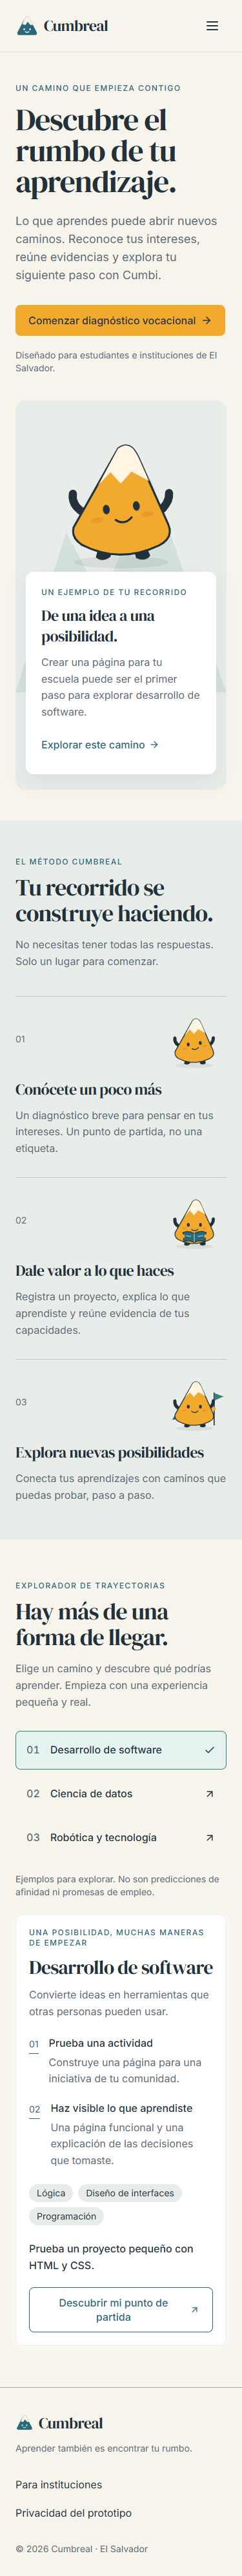 Cumbreal
UN CAMINO QUE EMPIEZA CONTIGO
Descubre el
rumbo de tu
aprendizaje.
Lo que aprendes puede abrir nuevos
caminos. Reconoce tus intereses,
reúne evidencias y explora tu
siguiente paso con Cumbi.
Comenzar diagnóstico vocacional →
Diseñado para estudiantes e instituciones de El
Salvador.
UN EJEMPLO DE TU RECORRIDO
De una idea a una
posibilidad.
Crear una página para tu
escuela puede ser el primer
paso para explorar desarrollo de
software.
Explorar este camino →
EL MÉTODO CUMBREAL
Tu recorrido se
construye haciendo.
No necesitas tener todas las respuestas.
Solo un lugar para comenzar.
01
Conócete un poco más
Un diagnóstico breve para pensar en tus
intereses. Un punto de partida, no una
etiqueta.
02
Dale valor a lo que haces
Registra un proyecto, explica lo que
aprendiste y reúne evidencia de tus
capacidades.
03
Explora nuevas posibilidades
Conecta tus aprendizajes con caminos que
puedas probar, paso a paso.
EXPLORADOR DE TRAYECTORIAS
Hay más de una
forma de llegar.
Elige un camino y descubre qué podrías
aprender. Empieza con una experiencia
pequeña y real.
01 Desarrollo de software ✓
02 Ciencia de datos ↗
03 Robótica y tecnología ↗
Ejemplos para explorar. No son predicciones de
afinidad ni promesas de empleo.
UNA POSIBILIDAD, MUCHAS MANERAS
DE EMPEZAR
Desarrollo de software
Convierte ideas en herramientas que
otras personas pueden usar.
01 Prueba una actividad
Construye una página para una
iniciativa de tu comunidad.
02 Haz visible lo que aprendiste
Una página funcional y una
explicación de las decisiones
que tomaste.
Lógica Diseño de interfaces
Programación
Prueba un proyecto pequeño con
HTML y CSS.
Descubrir mi punto de
partida ↗
Cumbreal
Aprender también es encontrar tu rumbo.
Para instituciones
Privacidad del prototipo
© 2026 Cumbreal · El Salvador